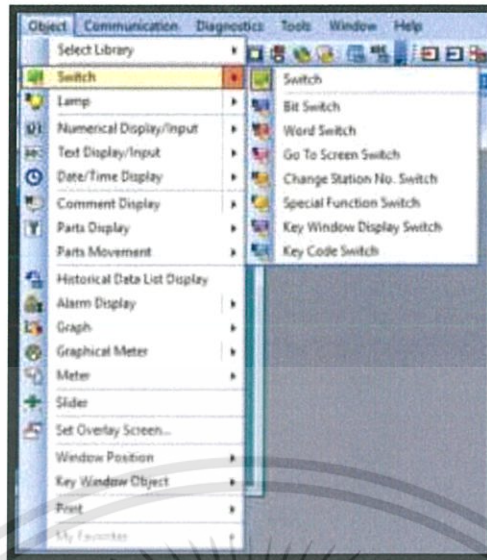 Object Communication Diagnostics Tools Window Help
Select Library
Switch
Lamp
Numerical Display/Input
Text Display/Input
Date/Time Display
Comment Display
Parts Display
Parts Movement
Historical Data List Display
Alarm Display
Graph
Graphical Meter
Meter
Slider
Set Overlay Screen...
Window Position
Key Window Object
Print
My Favorites
Switch
Bit Switch
Word Switch
Go To Screen Switch
Change Station No. Switch
Special Function Switch
Key Window Display Switch
Key Code Switch